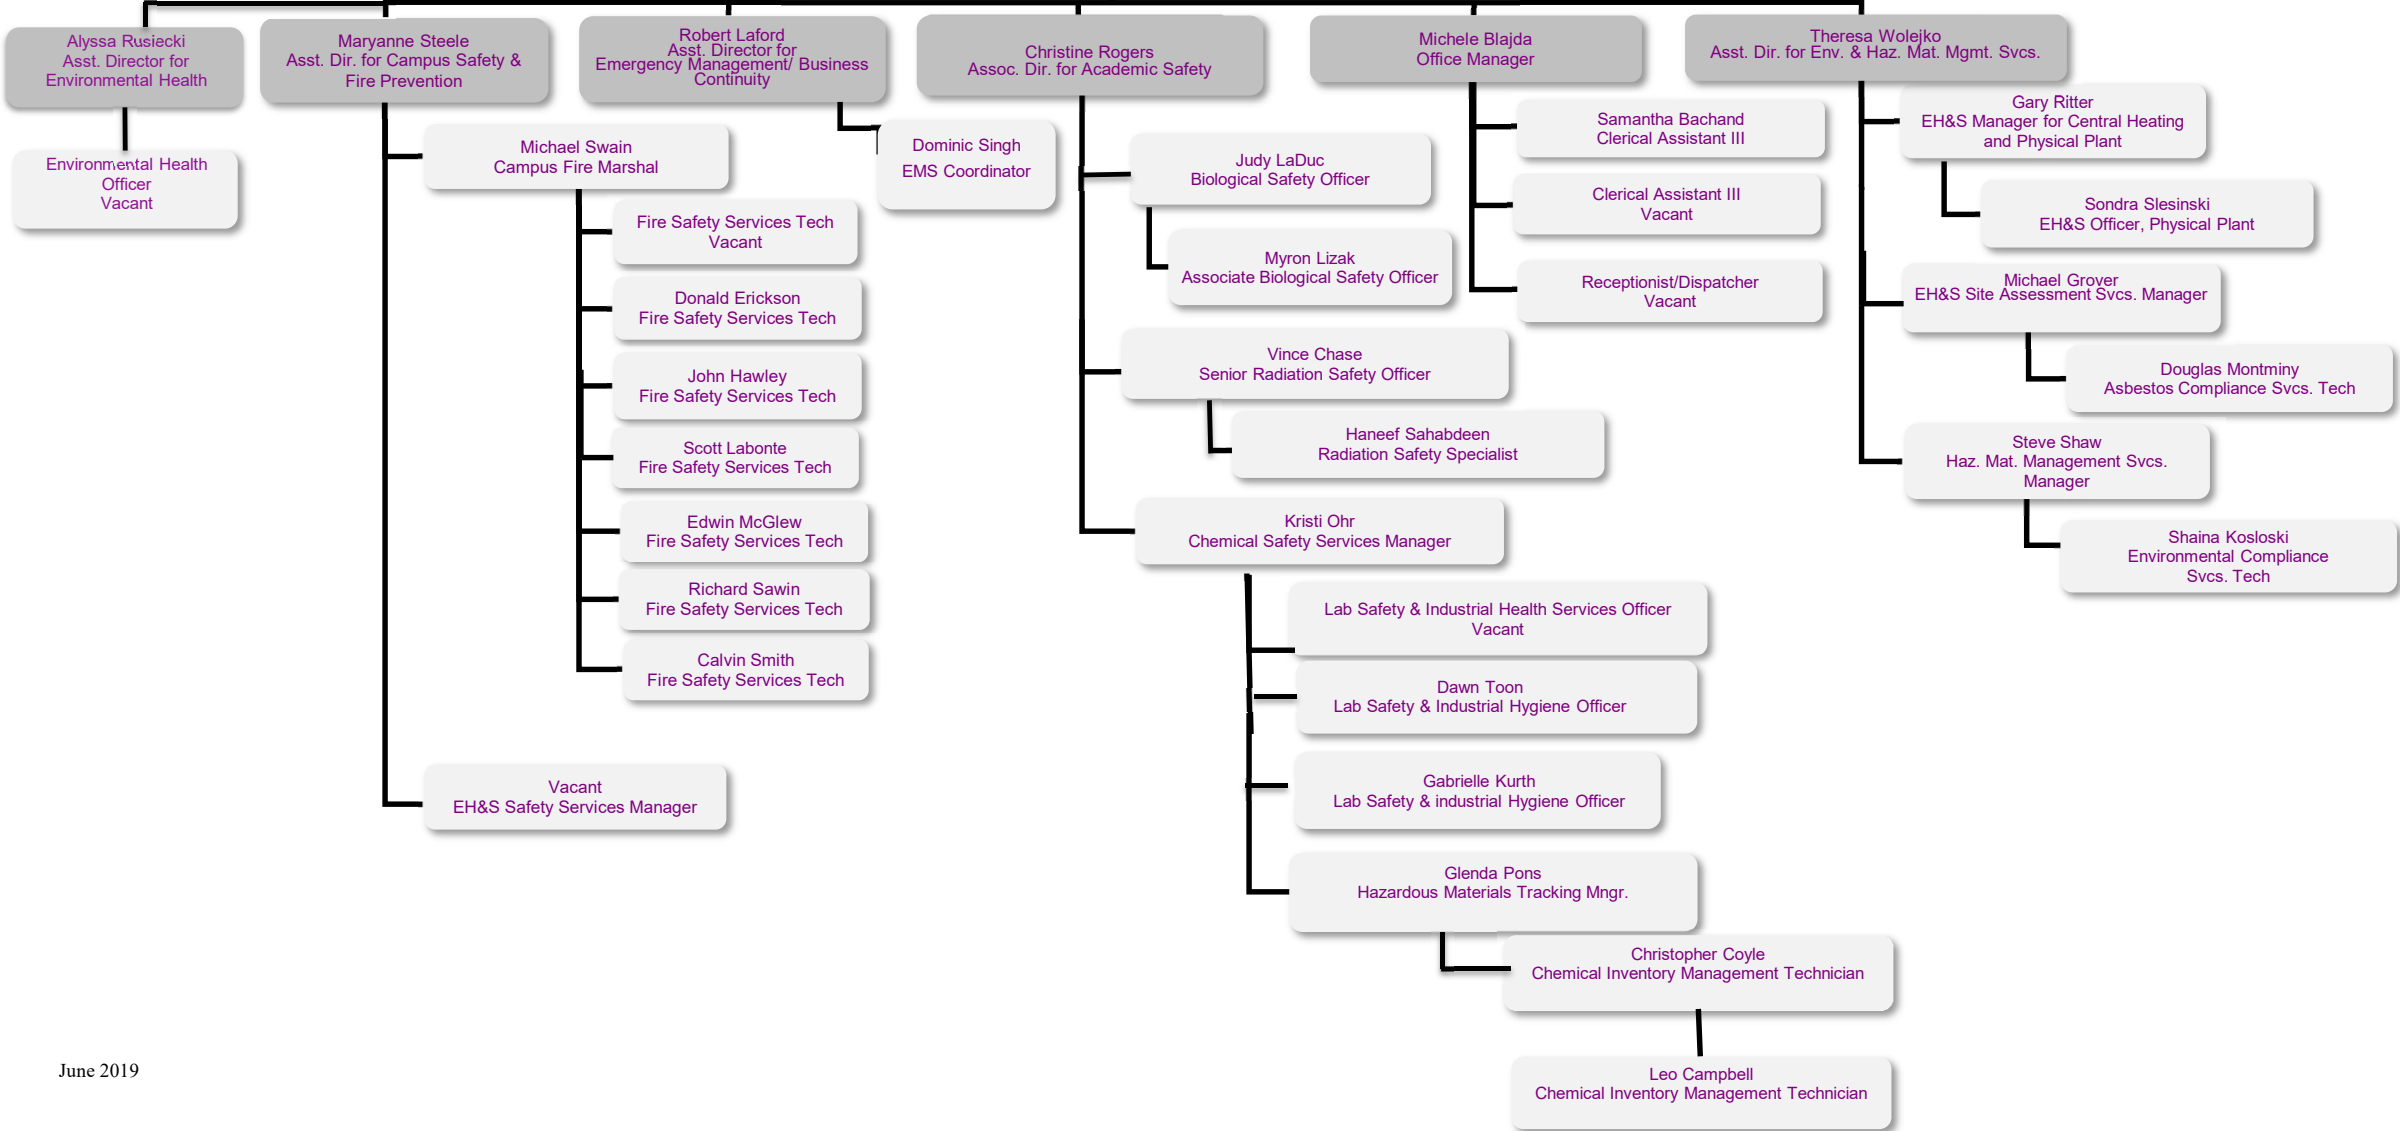 Alyssa Rusiecki
Asst. Director for
Environmental Health
Environmental Health
Officer
Vacant
Maryanne Steele
Asst. Dir. for Campus Safety &
Fire Prevention
Michael Swain
Campus Fire Marshal
Fire Safety Services Tech
Vacant
Donald Erickson
Fire Safety Services Tech
John Hawley
Fire Safety Services Tech
Scott Labonte
Fire Safety Services Tech
Edwin McGlew
Fire Safety Services Tech
Richard Sawin
Fire Safety Services Tech
Calvin Smith
Fire Safety Services Tech
Vacant
EH&S Safety Services Manager
Robert Laford
Asst. Director for
Emergency Management/ Business
Continuity
Dominic Singh
EMS Coordinator
Christine Rogers
Assoc. Dir. for Academic Safety
Judy LaDuc
Biological Safety Officer
Myron Lizak
Associate Biological Safety Officer
Vince Chase
Senior Radiation Safety Officer
Haneef Sahabdeen
Radiation Safety Specialist
Kristi Ohr
Chemical Safety Services Manager
Lab Safety & Industrial Health Services Officer
Vacant
Dawn Toon
Lab Safety & Industrial Hygiene Officer
Gabrielle Kurth
Lab Safety & industrial Hygiene Officer
Glenda Pons
Hazardous Materials Tracking Mngr.
Christopher Coyle
Chemical Inventory Management Technician
Leo Campbell
Chemical Inventory Management Technician
Michele Blajda
Office Manager
Samantha Bachand
Clerical Assistant III
Clerical Assistant III
Vacant
Receptionist/Dispatcher
Vacant
Theresa Wolejko
Asst. Dir. for Env. & Haz. Mat. Mgmt. Svcs.
Gary Ritter
EH&S Manager for Central Heating
and Physical Plant
Sondra Slesinski
EH&S Officer, Physical Plant
Michael Grover
EH&S Site Assessment Svcs. Manager
Douglas Montminy
Asbestos Compliance Svcs. Tech
Steve Shaw
Haz. Mat. Management Svcs.
Manager
Shaina Kosloski
Environmental Compliance
Svcs. Tech
June 2019